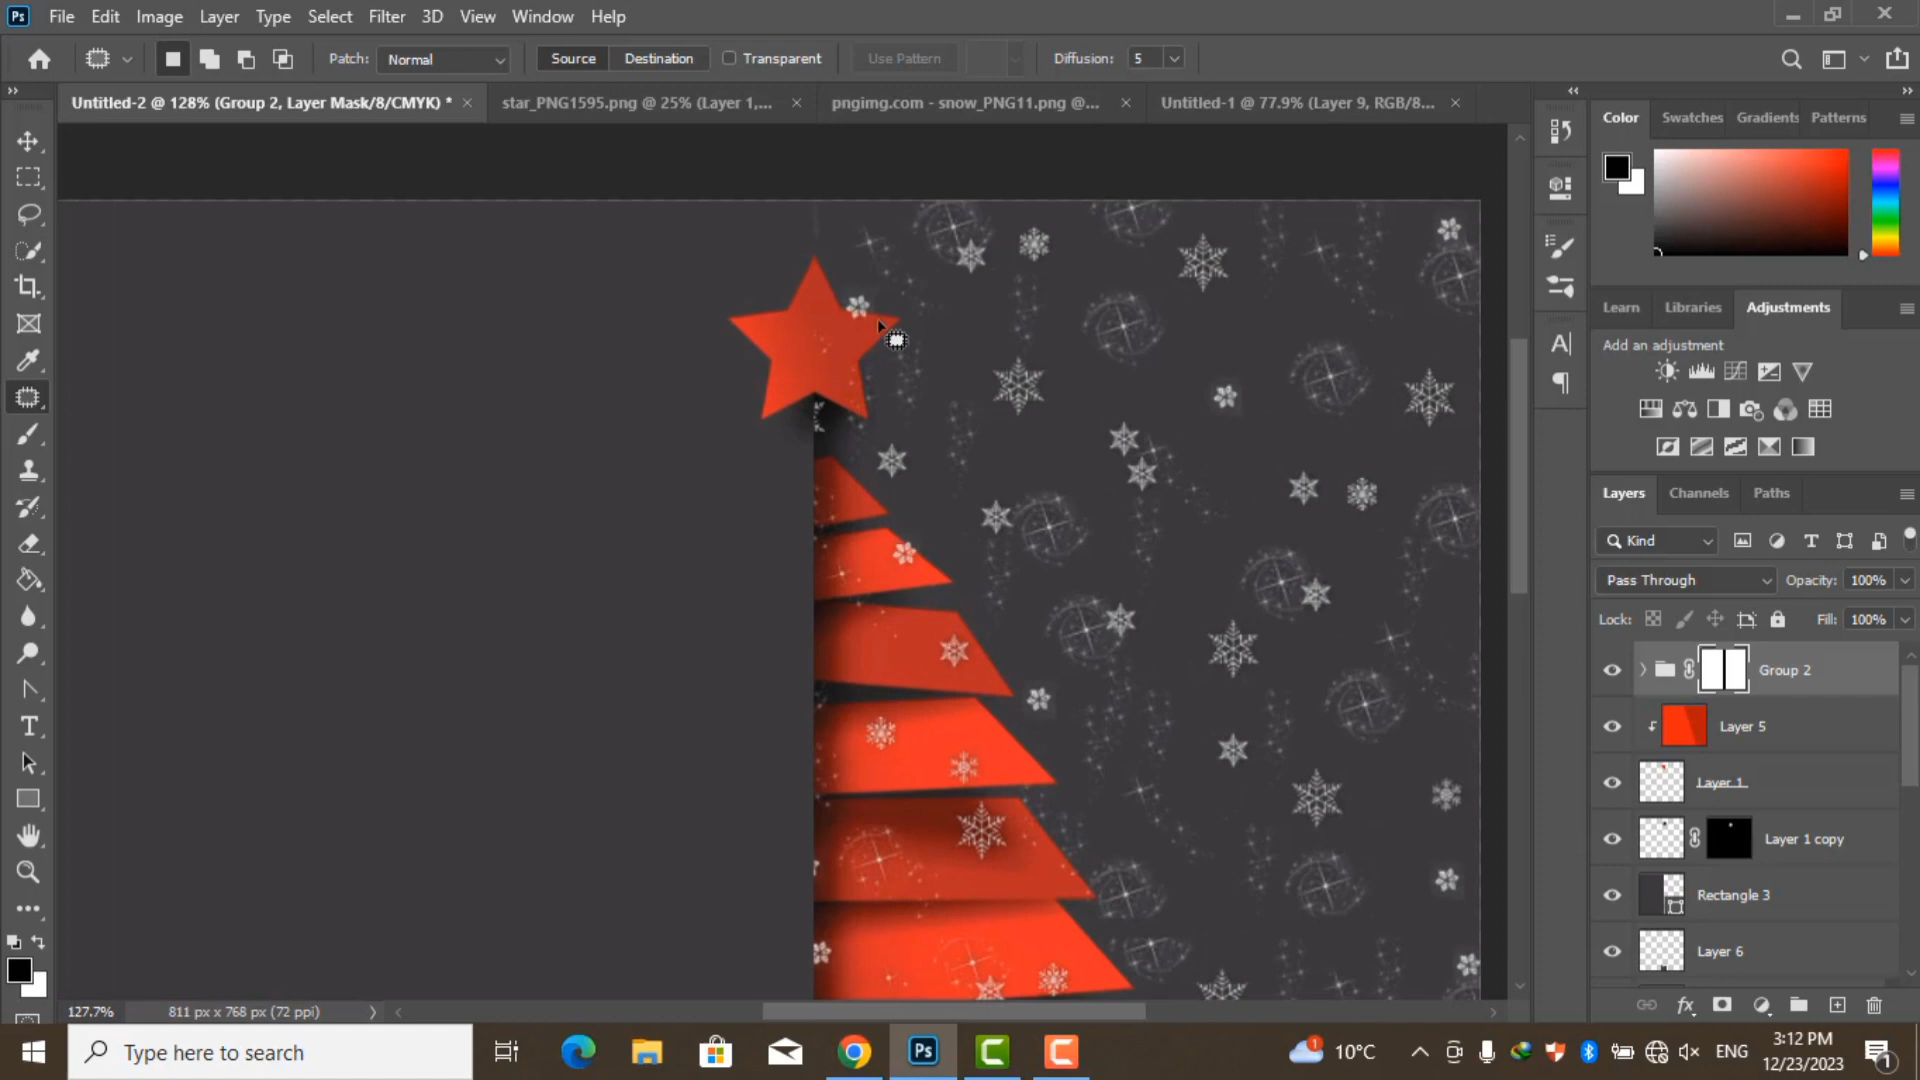 Ps File Edit Image Layer Type Select Filter 3D View Window Help
Patch: Normal Source Destination Transparent Use Pattern Diffusion: 5
Untitled-2 @ 128% (Group 2, Layer Mask/8/CMYK) * star_PNG1595.png @ 25% (Layer 1,... pngimg.com - snow_PNG11.png @... Untitled-1 @ 77.9% (Layer 9, RGB/8...
Color Swatches Gradients Patterns
Learn Libraries Adjustments
Add an adjustment
Layers Channels Paths
Kind
Pass Through Opacity: 100%
Lock: Fill: 100%
Group 2
Layer 5
Layer 1
Layer 1 copy
Rectangle 3
Layer 6
127.7% 811 px x 768 px (72 ppi)
Type here to search
Ps
1
10°C
ENG
3:12 PM
12/23/2023
1